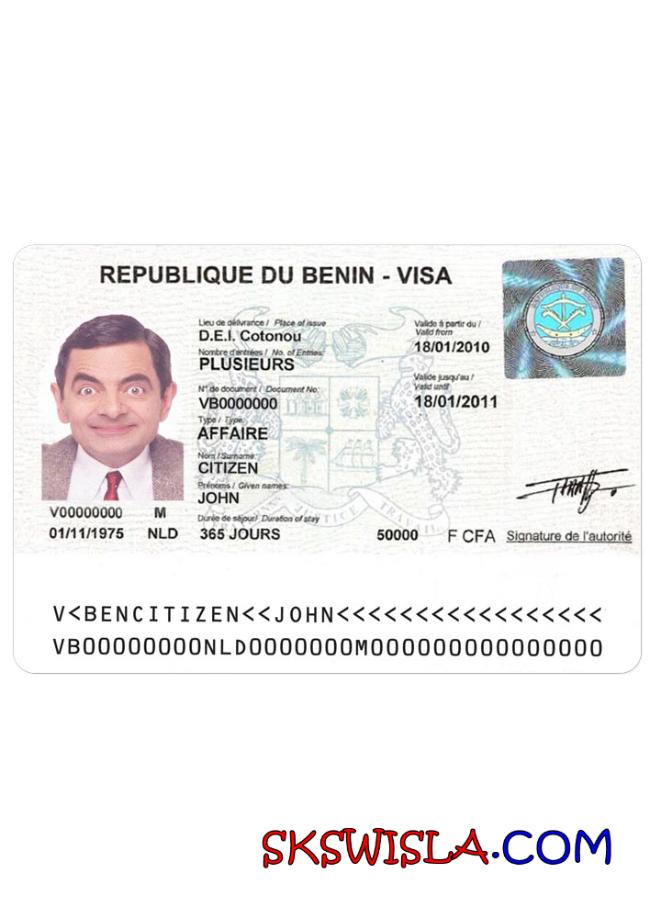 REPUBLIQUE DU BENIN - VISA
Lieu de délivrance / Place of issue
D.E.I. Cotonou
Nombre d'entrées / No. of Entries:
PLUSIEURS
N° de document / Document No:
VB0000000
Type / Type:
AFFAIRE
Nom / Surname:
CITIZEN
Prénoms / Given names:
JOHN
Durée de séjour/ Duration of stay
365 JOURS
50000 F CFA
Valide à partir du /
Valid from
18/01/2010
Valide jusqu'au /
Valid until
18/01/2011
Signature de l'autorité
V00000000 M
01/11/1975 NLD
V<BENCITIZEN<<JOHN<<<<<<<<<<<<<<<<<<
VB00000000NLD0000000M000000000000000
SKSWISLA.COM